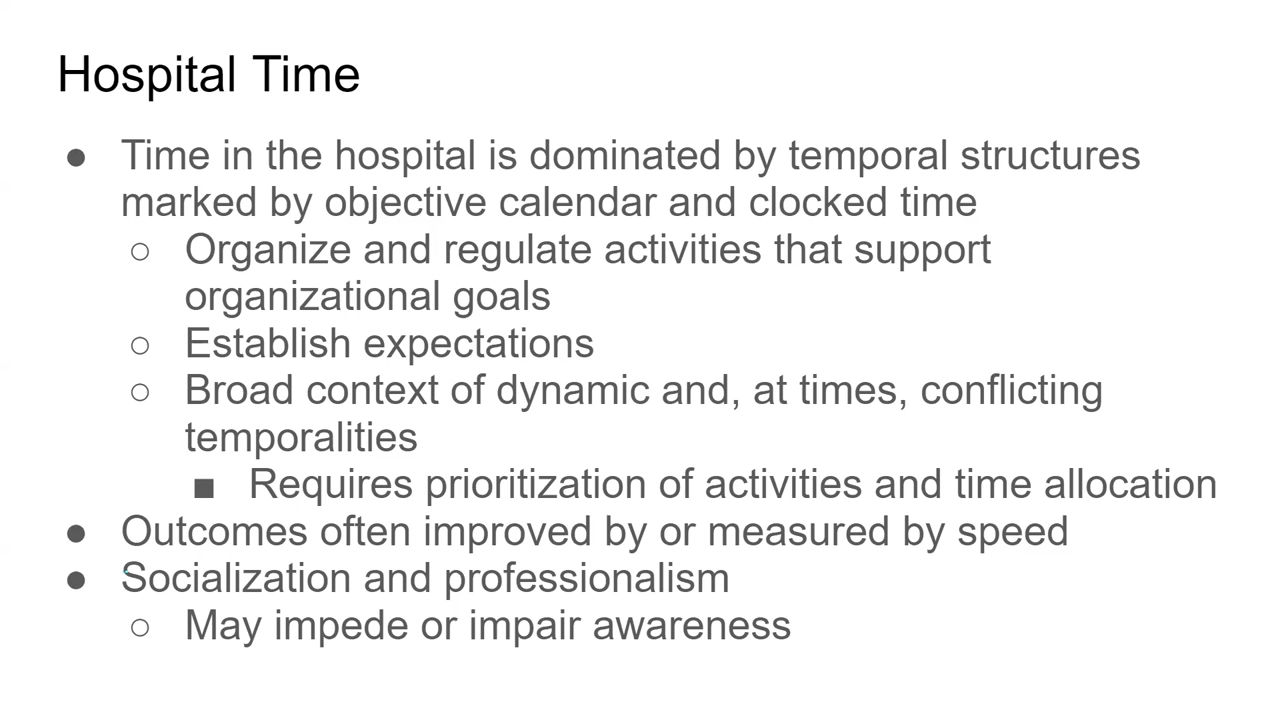 Hospital Time
● Time in the hospital is dominated by temporal structures
marked by objective calendar and clocked time
○ Organize and regulate activities that support
organizational goals
○ Establish expectations
○ Broad context of dynamic and, at times, conflicting
temporalities
■ Requires prioritization of activities and time allocation
● Outcomes often improved by or measured by speed
● Socialization and professionalism
○ May impede or impair awareness